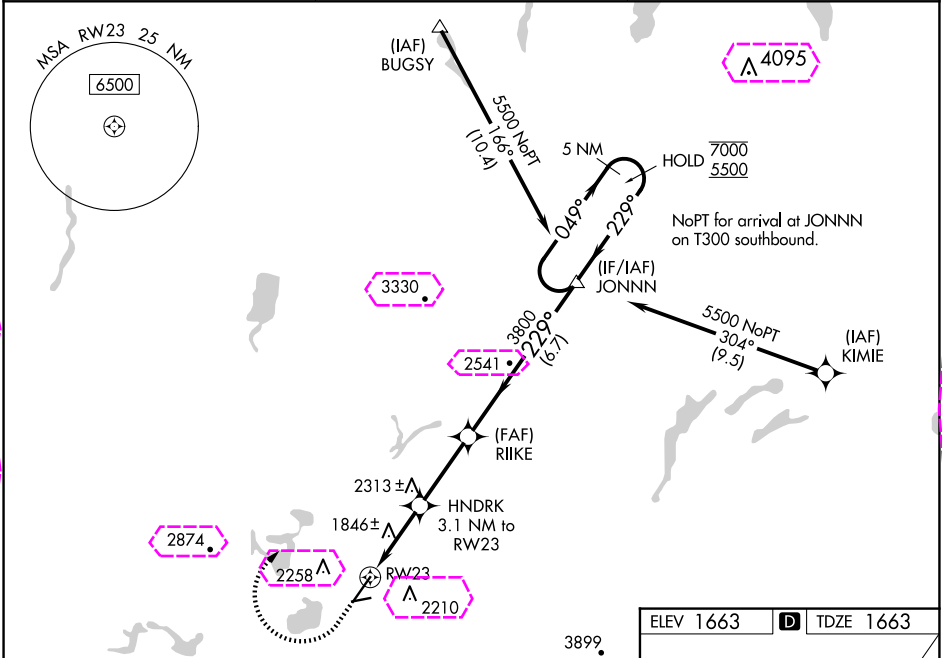 MSA RW23 25 NM
6500
(IAF)
BUGSY
5500 NoPT
166°
(10.4)
4095
5 NM
HOLD 7000
5500
049°
229°
NoPT for arrival at JONNN
on T300 southbound.
(IF/IAF)
JONNN
3330
3800
229°
(6.7)
5500 NoPT
304°
(9.5)
(IAF)
KIMIE
2541
(FAF)
RIIKE
2313 ±
HNDRK
3.1 NM to
RW23
1846±
2874
2258
RW23
2210
3899
ELEV 1663 D TDZE 1663